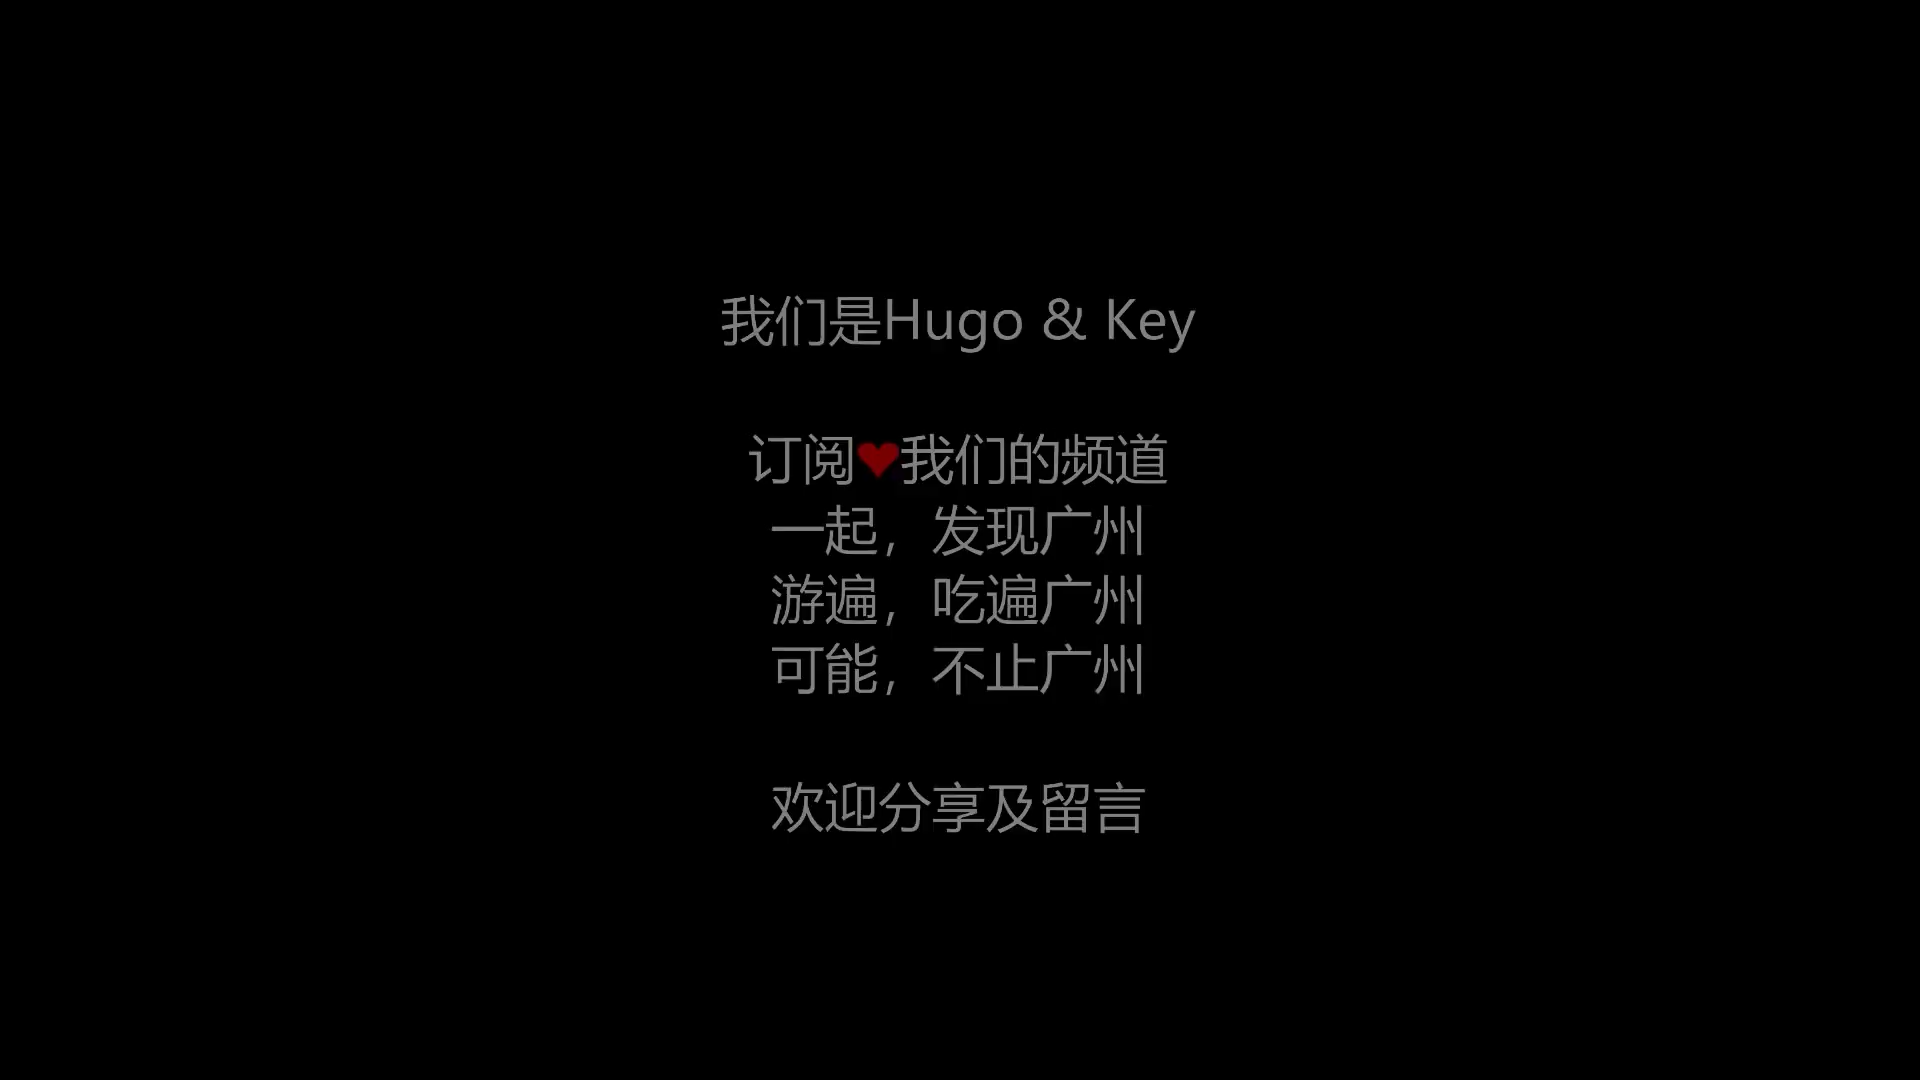 我们是Hugo & Key
订阅❤我们的频道
一起，发现广州
游遍，吃遍广州
可能，不止广州
欢迎分享及留言